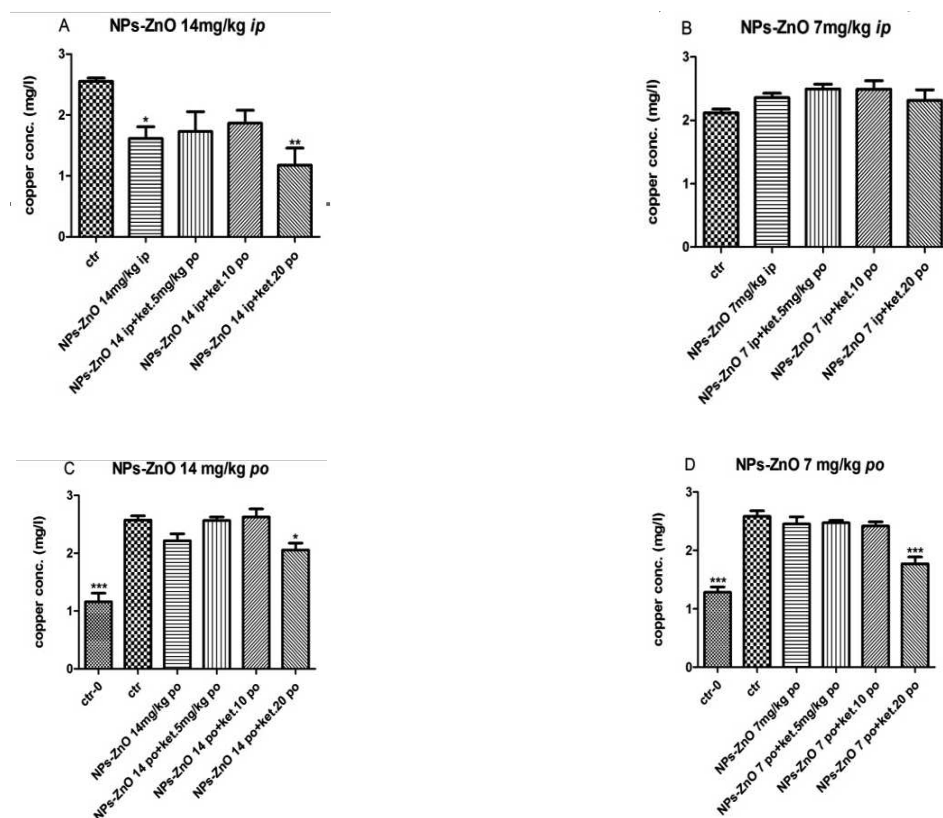 A NPs-ZnO 14mg/kg ip
copper conc. (mg/l)
3
2
1
0
*
**
ctr
NPs-ZnO 14mg/kg ip
NPs-ZnO 14 ip+ket.5mg/kg po
NPs-ZnO 14 ip+ket.10 po
NPs-ZnO 14 ip+ket.20 po
B NPs-ZnO 7mg/kg ip
copper conc. (mg/l)
3
2
1
0
ctr
NPs-ZnO 7mg/kg ip
NPs-ZnO 7 ip+ket.5mg/kg po
NPs-ZnO 7 ip+ket.10 po
NPs-ZnO 7 ip+ket.20 po
C NPs-ZnO 14 mg/kg po
copper conc. (mg/l)
3
2
1
0
***
*
ctr-0
ctr
NPs-ZnO 14mg/kg po
NPs-ZnO 14 po+ket.5mg/kg po
NPs-ZnO 14 po+ket.10 po
NPs-ZnO 14 po+ket.20 po
D NPs-ZnO 7 mg/kg po
copper conc. (mg/l)
3
2
1
0
***
***
ctr-0
ctr
NPs-ZnO 7mg/kg po
NPs-ZnO 7 po+ket.5mg/kg po
NPs-ZnO 7 po+ket.10 po
NPs-ZnO 7 po+ket.20 po